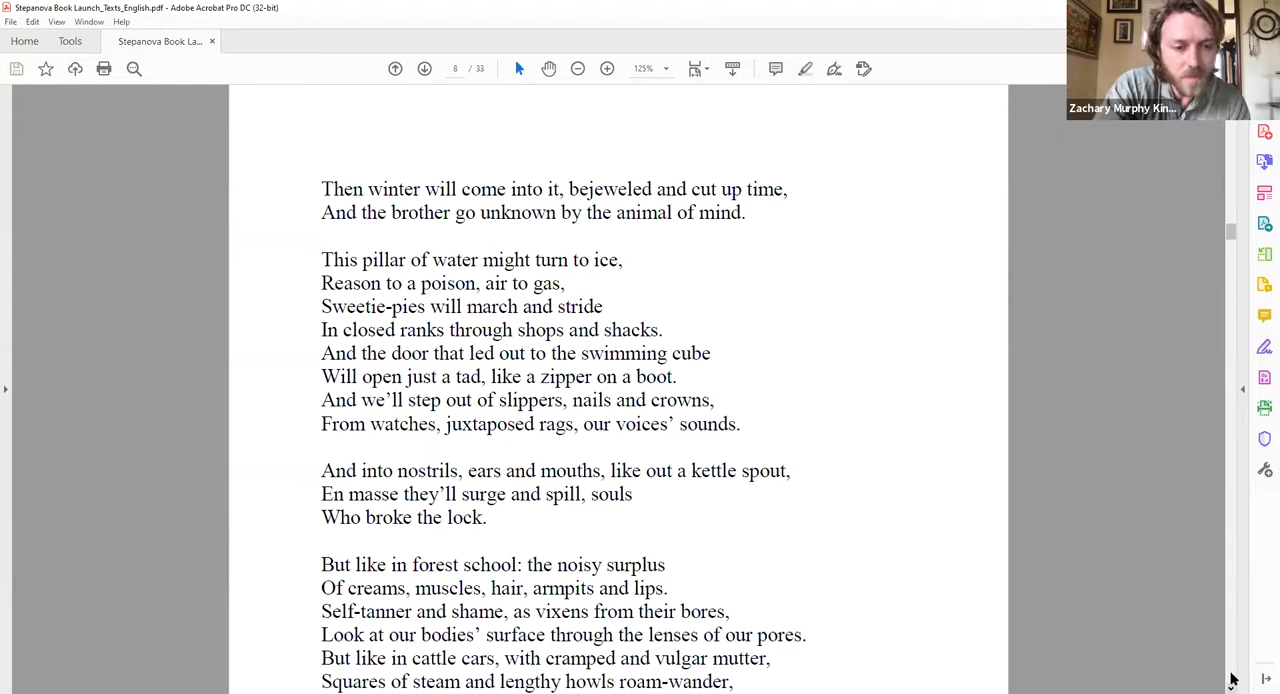 Stepanova Book Launch_Texts_English.pdf - Adobe Acrobat Pro DC (32-bit)
File Edit View Window Help
Home Tools Stepanova Book La... ×
8 / 33 125%
Zachary Murphy Kin...
Then winter will come into it, bejeweled and cut up time,
And the brother go unknown by the animal of mind.
This pillar of water might turn to ice,
Reason to a poison, air to gas,
Sweetie-pies will march and stride
In closed ranks through shops and shacks.
And the door that led out to the swimming cube
Will open just a tad, like a zipper on a boot.
And we’ll step out of slippers, nails and crowns,
From watches, juxtaposed rags, our voices’ sounds.
And into nostrils, ears and mouths, like out a kettle spout,
En masse they’ll surge and spill, souls
Who broke the lock.
But like in forest school: the noisy surplus
Of creams, muscles, hair, armpits and lips.
Self-tanner and shame, as vixens from their bores,
Look at our bodies’ surface through the lenses of our pores.
But like in cattle cars, with cramped and vulgar mutter,
Squares of steam and lengthy howls roam-wander,